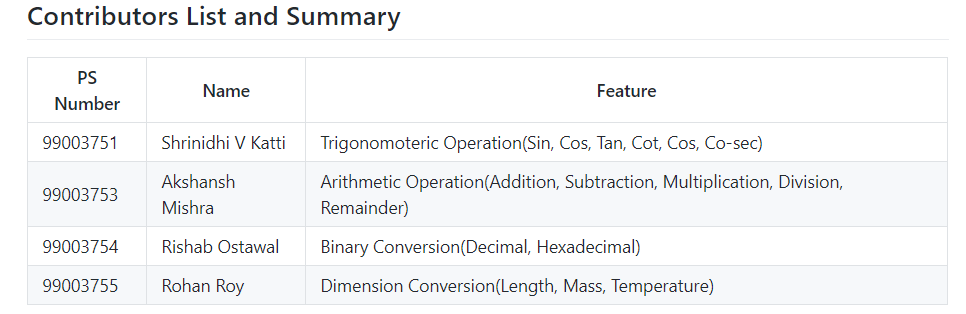 Contributors List and Summary
PS
Number
Name
Feature
99003751
Shrinidhi V Katti
Trigonomoteric Operation(Sin, Cos, Tan, Cot, Cos, Co-sec)
99003753
Akshansh
Mishra
Arithmetic Operation(Addition, Subtraction, Multiplication, Division,
Remainder)
99003754
Rishab Ostawal
Binary Conversion(Decimal, Hexadecimal)
99003755
Rohan Roy
Dimension Conversion(Length, Mass, Temperature)